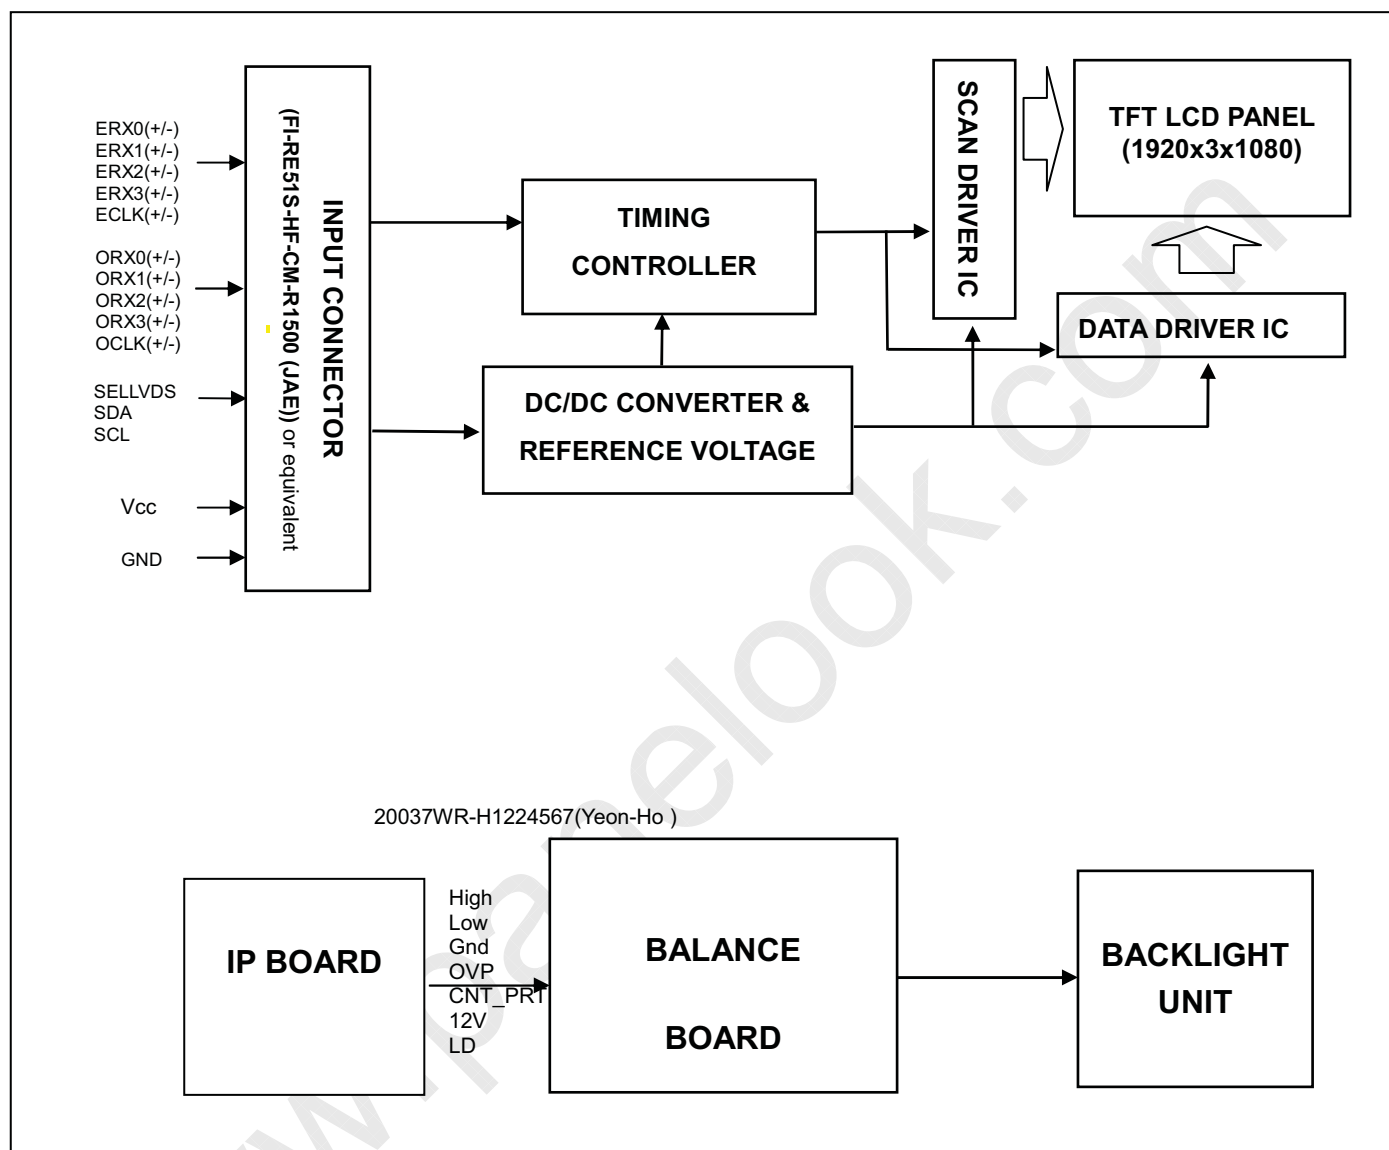 ERX0(+/-)
ERX1(+/-)
ERX2(+/-)
ERX3(+/-)
ECLK(+/-)
ORX0(+/-)
ORX1(+/-)
ORX2(+/-)
ORX3(+/-)
OCLK(+/-)
SELLVDS
SDA
SCL
Vcc
GND
INPUT CONNECTOR
(FI-RE51S-HF-CM-R1500 (JAE)) or equivalent
TIMING
CONTROLLER
DC/DC CONVERTER &
REFERENCE VOLTAGE
SCAN DRIVER IC
TFT LCD PANEL
(1920x3x1080)
DATA DRIVER IC
20037WR-H1224567(Yeon-Ho )
IP BOARD
High
Low
Gnd
OVP
CNT_PRT
12V
LD
BALANCE
BOARD
BACKLIGHT
UNIT
w.panelook.com